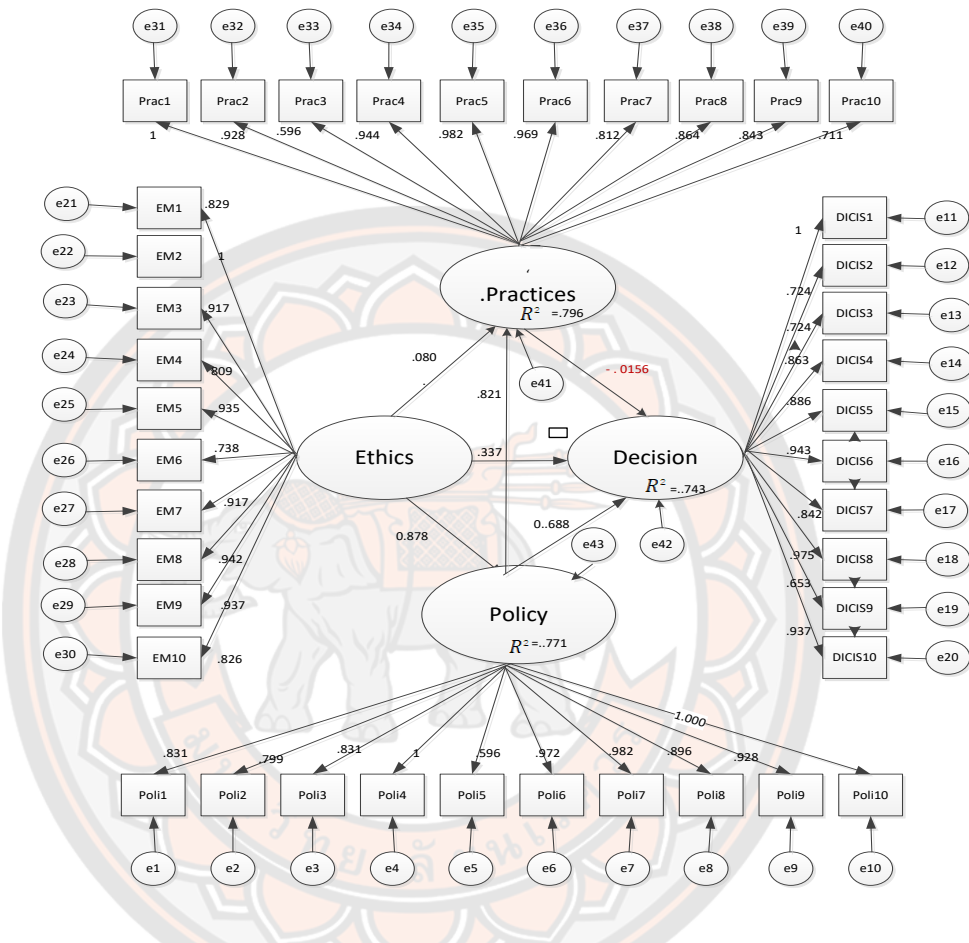 e31 e32 e33 e34 e35 e36 e37 e38 e39 e40
Prac1 Prac2 Prac3 Prac4 Prac5 Prac6 Prac7 Prac8 Prac9 Prac10
1 .928 .596 .944 .982 .969 .812 .864 .843 .711
e21 EM1 .829
e22 EM2 1
e23 EM3 .917
e24 EM4 .809
e25 EM5 .935
e26 EM6 .738
e27 EM7 .917
e28 EM8 .942
e29 EM9 .937
e30 EM10 .826
.Practices
R² =.796
.080
.821
e41
- . 0156
Ethics
.337
Decision
R² =..743
0.878
0..688
e43
e42
Policy
R² =..771
1 DICIS1 e11
.724 DICIS2 e12
.724 DICIS3 e13
.863 DICIS4 e14
.886 DICIS5 e15
.943 DICIS6 e16
.842 DICIS7 e17
.975 DICIS8 e18
.653 DICIS9 e19
.937 DICIS10 e20
.831 .799 .831 1 .596 .972 .982 .896 .928 1.000
Poli1 Poli2 Poli3 Poli4 Poli5 Poli6 Poli7 Poli8 Poli9 Poli10
e1 e2 e3 e4 e5 e6 e7 e8 e9 e10